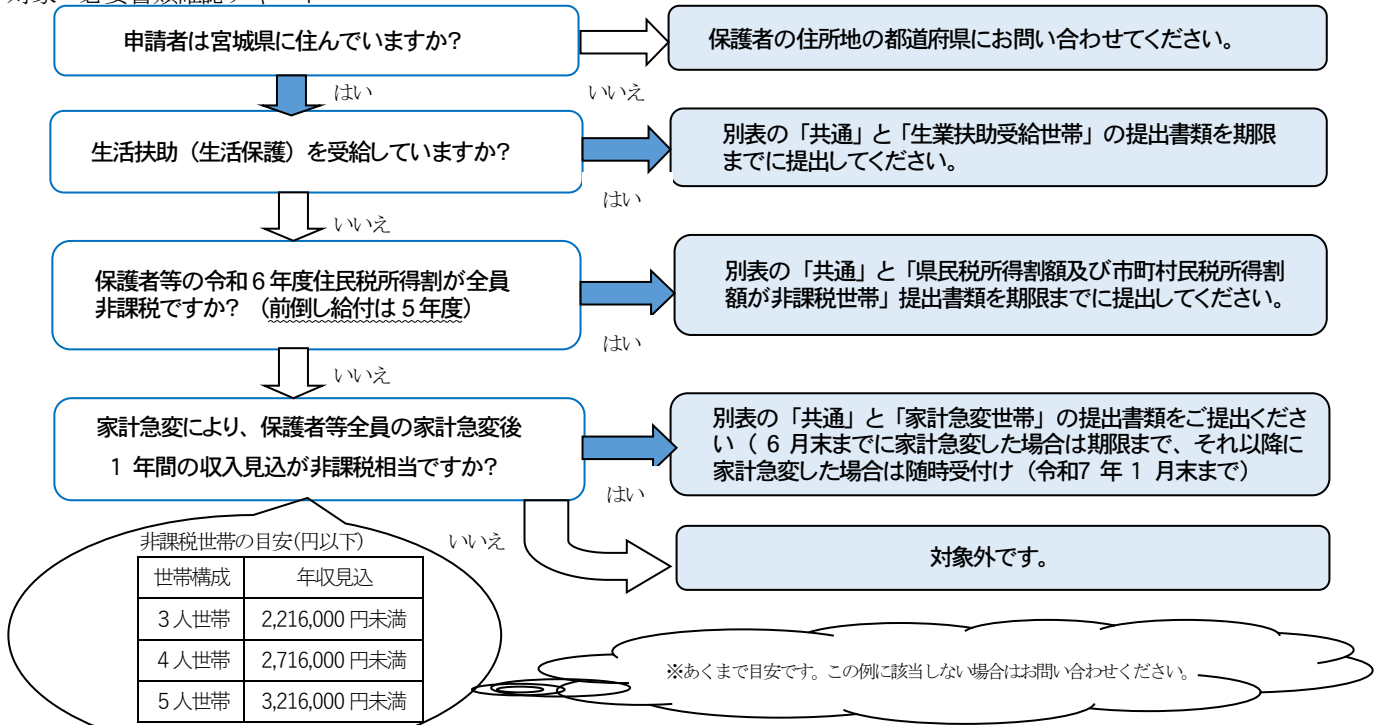 申請者は宮城県に住んでいますか?
保護者の住所地の都道府県にお問い合わせてください。
はい
いいえ
生活扶助（生活保護）を受給していますか?
別表の「共通」と「生業扶助受給世帯」の提出書類を期限
までに提出してください。
はい
いいえ
保護者等の令和６年度住民税所得割が全員
非課税ですか? （前倒し給付は５年度）
別表の「共通」と「県民税所得割額及び市町村民税所得割
額が非課税世帯」提出書類を期限までに提出してください。
はい
いいえ
家計急変により、保護者等全員の家計急変後
１年間の収入見込が非課税相当ですか?
別表の「共通」と「家計急変世帯」の提出書類をご提出くださ
い（ 6 月末までに家計急変した場合は期限まで、それ以降に
家計急変した場合は随時受付け（令和7 年 1 月末まで）
はい
いいえ
対象外です。
非課税世帯の目安(円以下)
世帯構成 年収見込
３人世帯 2,216,000 円未満
４人世帯 2,716,000 円未満
５人世帯 3,216,000 円未満
※あくまで目安です。この例に該当しない場合はお問い合わせください。